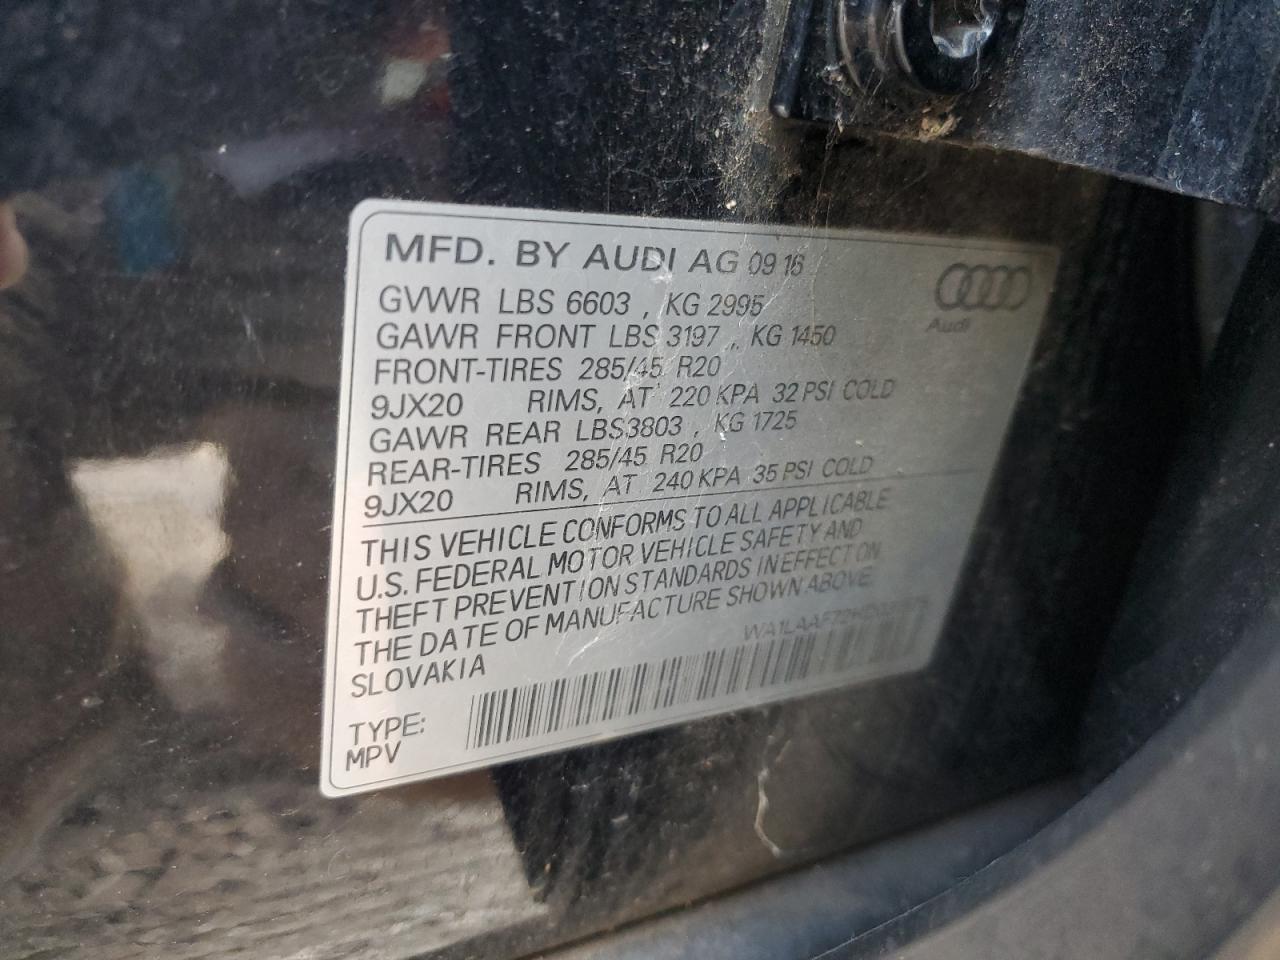 MFD. BY AUDI AG 09 16
GVWR LBS 6603 , KG 2995
GAWR FRONT LBS 3197 , KG 1450
FRONT-TIRES 285/45 R20
9JX20 RIMS, AT 220 KPA 32 PSI COLD
GAWR REAR LBS3803 , KG 1725
REAR-TIRES 285/45 R20
9JX20 RIMS, AT 240 KPA 35 PSI COLD
Audi
THIS VEHICLE CONFORMS TO ALL APPLICABLE
U.S. FEDERAL MOTOR VEHICLE SAFETY AND
THEFT PREVENTION STANDARDS IN EFFECT ON
THE DATE OF MANUFACTURE SHOWN ABOVE
SLOVAKIA
TYPE:
MPV